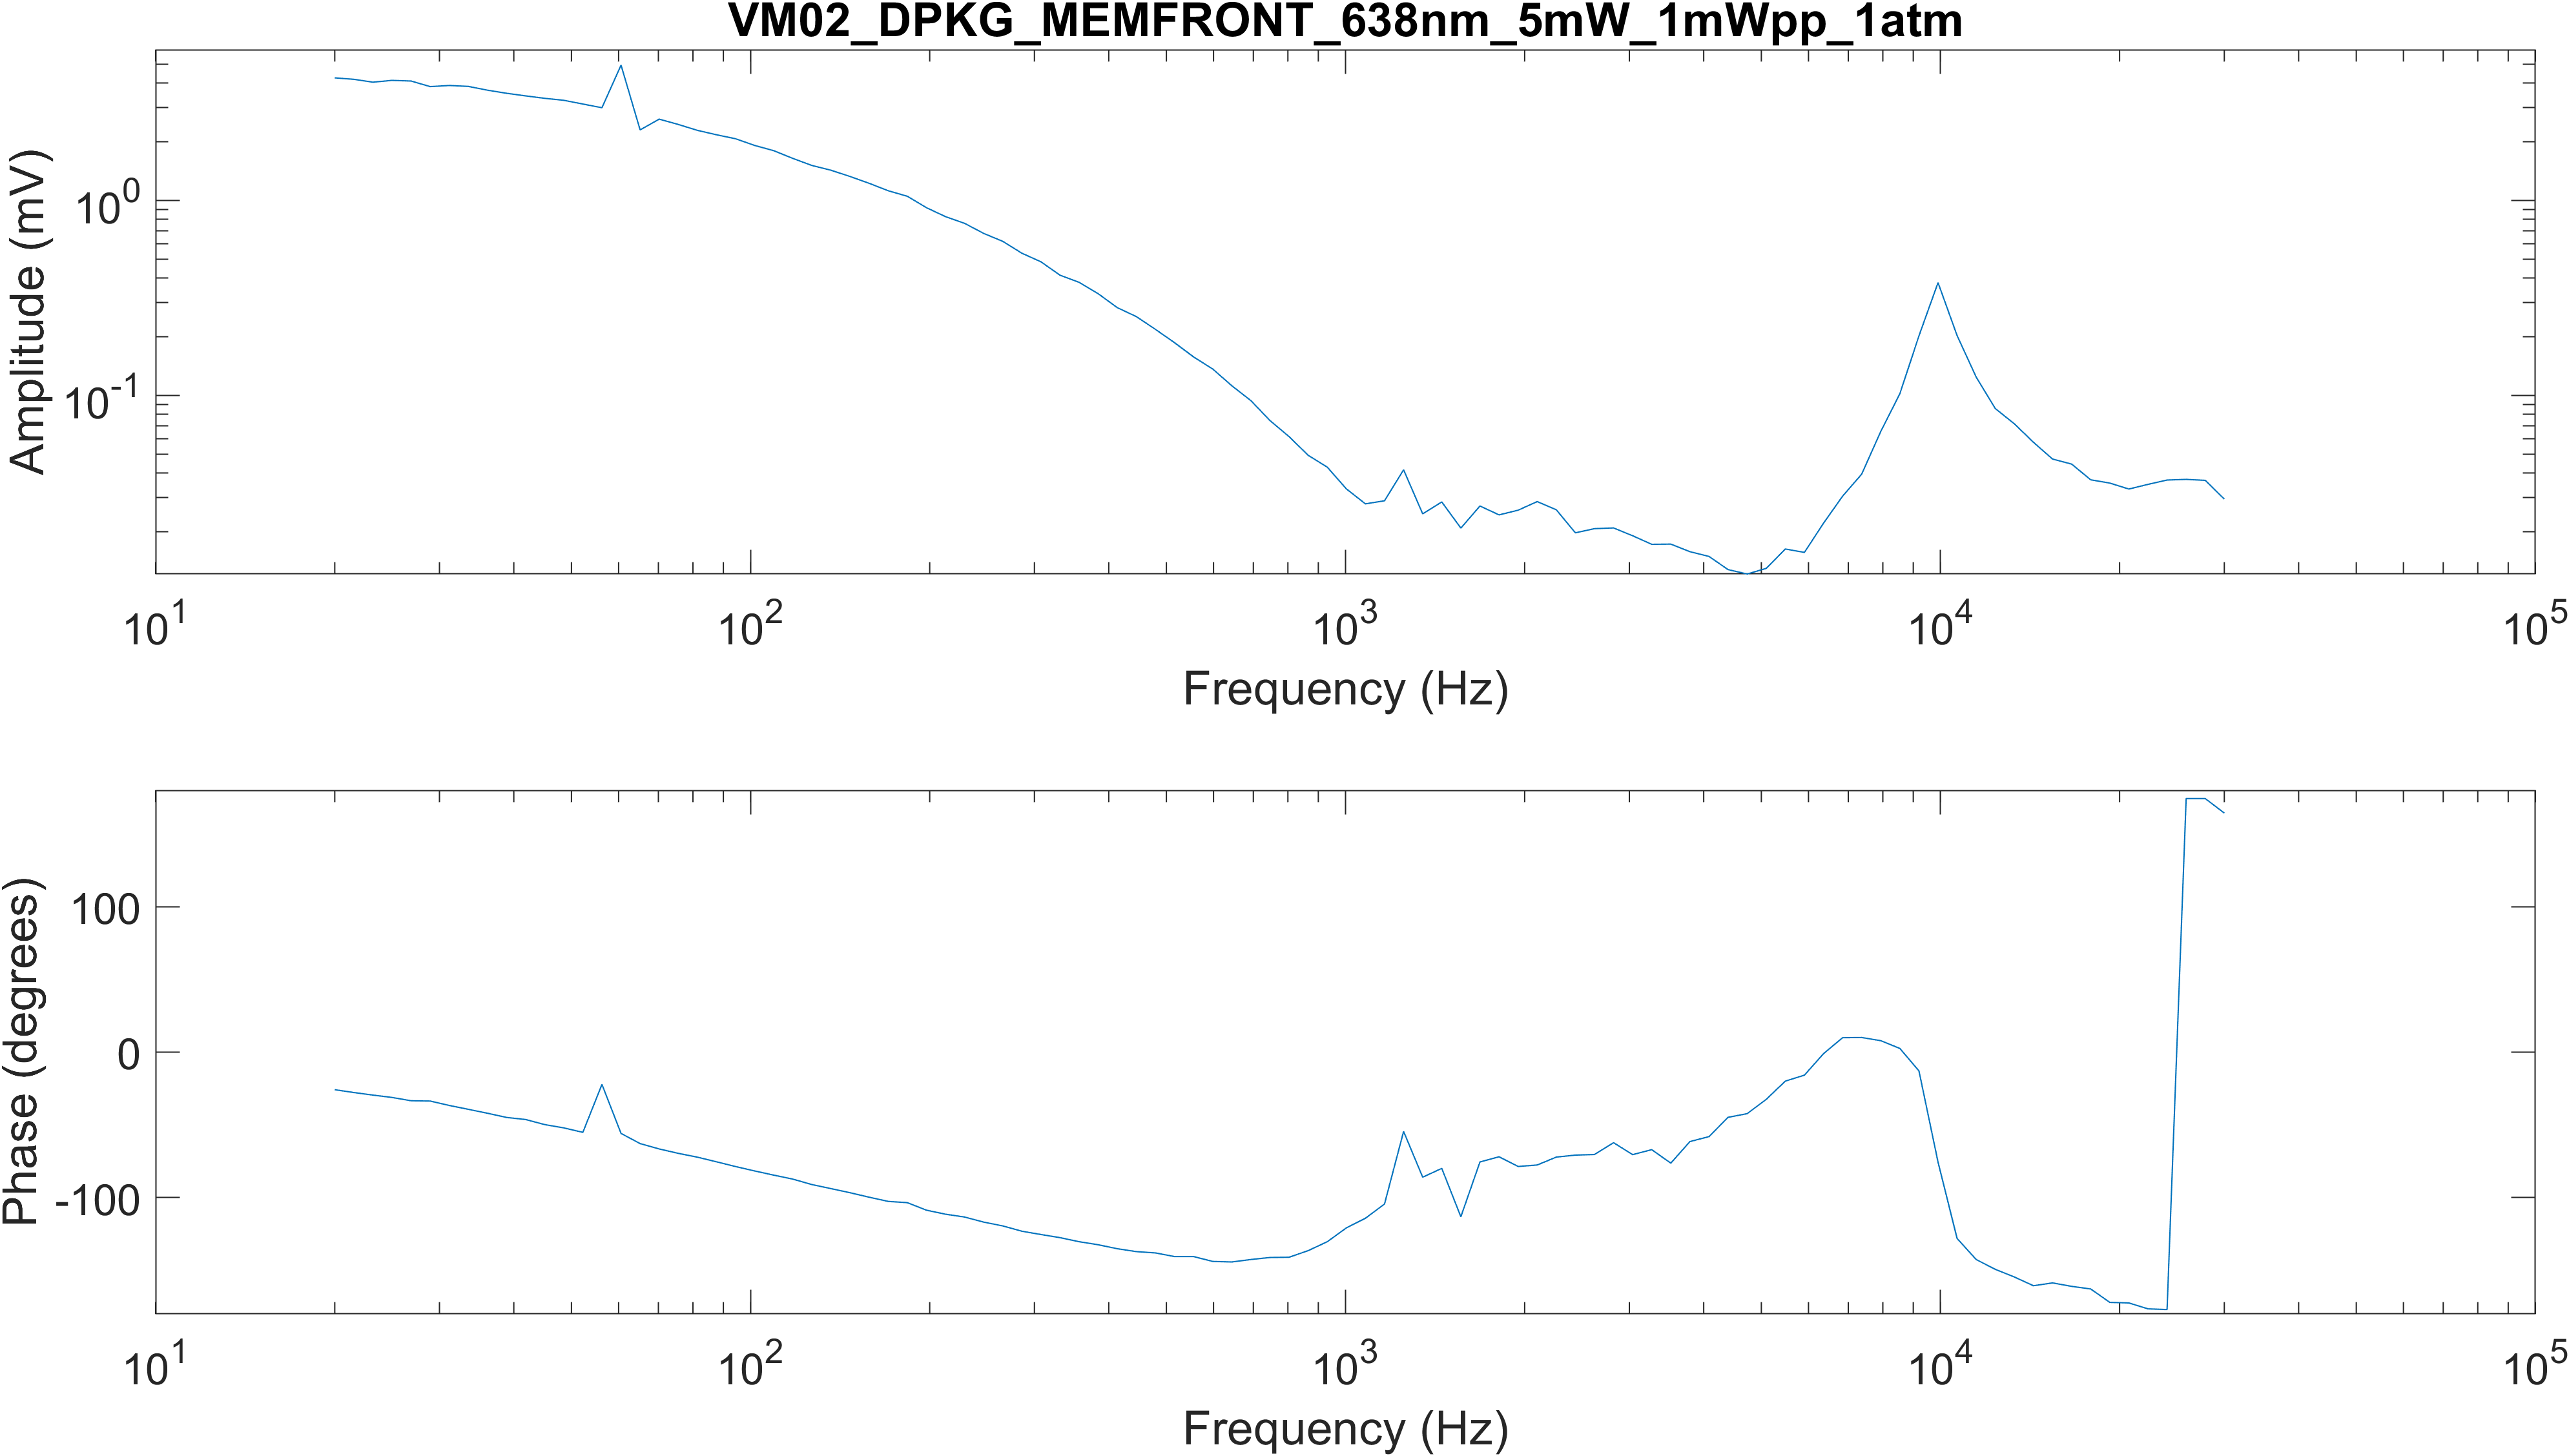 VM02_DPKG_MEMFRONT_638nm_5mW_1mWpp_1atm
Amplitude (mV)
10^0
10^-1
10^1 10^2 10^3 10^4 10^5
Frequency (Hz)
Phase (degrees)
100
0
-100
10^1 10^2 10^3 10^4 10^5
Frequency (Hz)